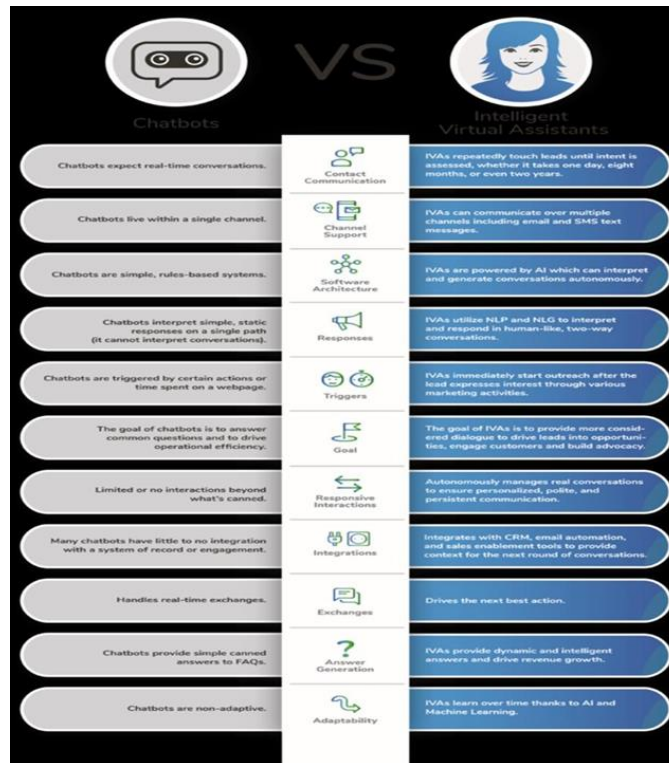 VS
Chatbots
Intelligent
Virtual Assistants
Chatbots expect real-time conversations.
Contact
Communication
IVAs repeatedly touch leads until intent is
assessed, whether it takes one day, eight
months, or even two years.
Chatbots live within a single channel.
Channel
Support
IVAs can communicate over multiple
channels including email and SMS text
messages.
Chatbots are simple, rules-based systems.
Software
Architecture
IVAs are powered by AI which can interpret
and generate conversations autonomously.
Chatbots interpret simple, static
responses on a single path
(it cannot interpret conversations).
Responses
IVAs utilize NLP and NLG to interpret
and respond in human-like, two-way
conversations.
Chatbots are triggered by certain actions or
time spent on a webpage.
Triggers
IVAs immediately start outreach after the
lead expresses interest through various
marketing activities.
The goal of chatbots is to answer
common questions and to drive
operational efficiency.
Goal
The goal of IVAs is to provide more consid-
ered dialogue to drive leads into opportuni-
ties, engage customers and build advocacy.
Limited or no interactions beyond
what's canned.
Responsive
Interactions
Autonomously manages real conversations
to ensure personalized, polite, and
persistent communication.
Many chatbots have little to no integration
with a system of record or engagement.
Integrations
Integrates with CRM, email automation,
and sales enablement tools to provide
context for the next round of conversations.
Handles real-time exchanges.
Exchanges
Drives the next best action.
Chatbots provide simple canned
answers to FAQs.
Answer
Generation
IVAs provide dynamic and intelligent
answers and drive revenue growth.
Chatbots are non-adaptive.
Adaptability
IVAs learn over time thanks to AI and
Machine Learning.